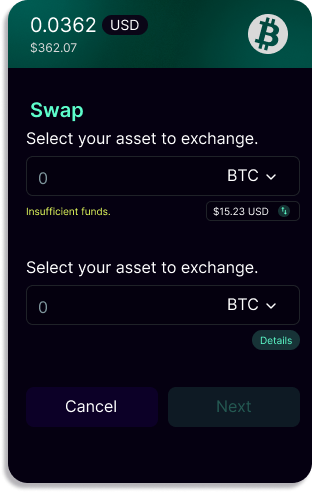 0.0362 USD
$362.07
Swap
Select your asset to exchange.
0 BTC
Insufficient funds. $15.23 USD
Select your asset to exchange.
0 BTC
Details
Cancel Next